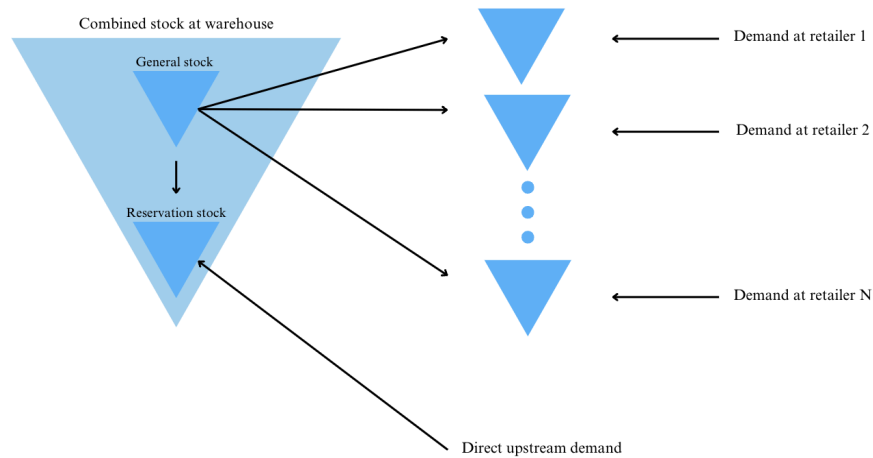 Combined stock at warehouse
General stock
Reservation stock
Demand at retailer 1
Demand at retailer 2
Demand at retailer N
Direct upstream demand